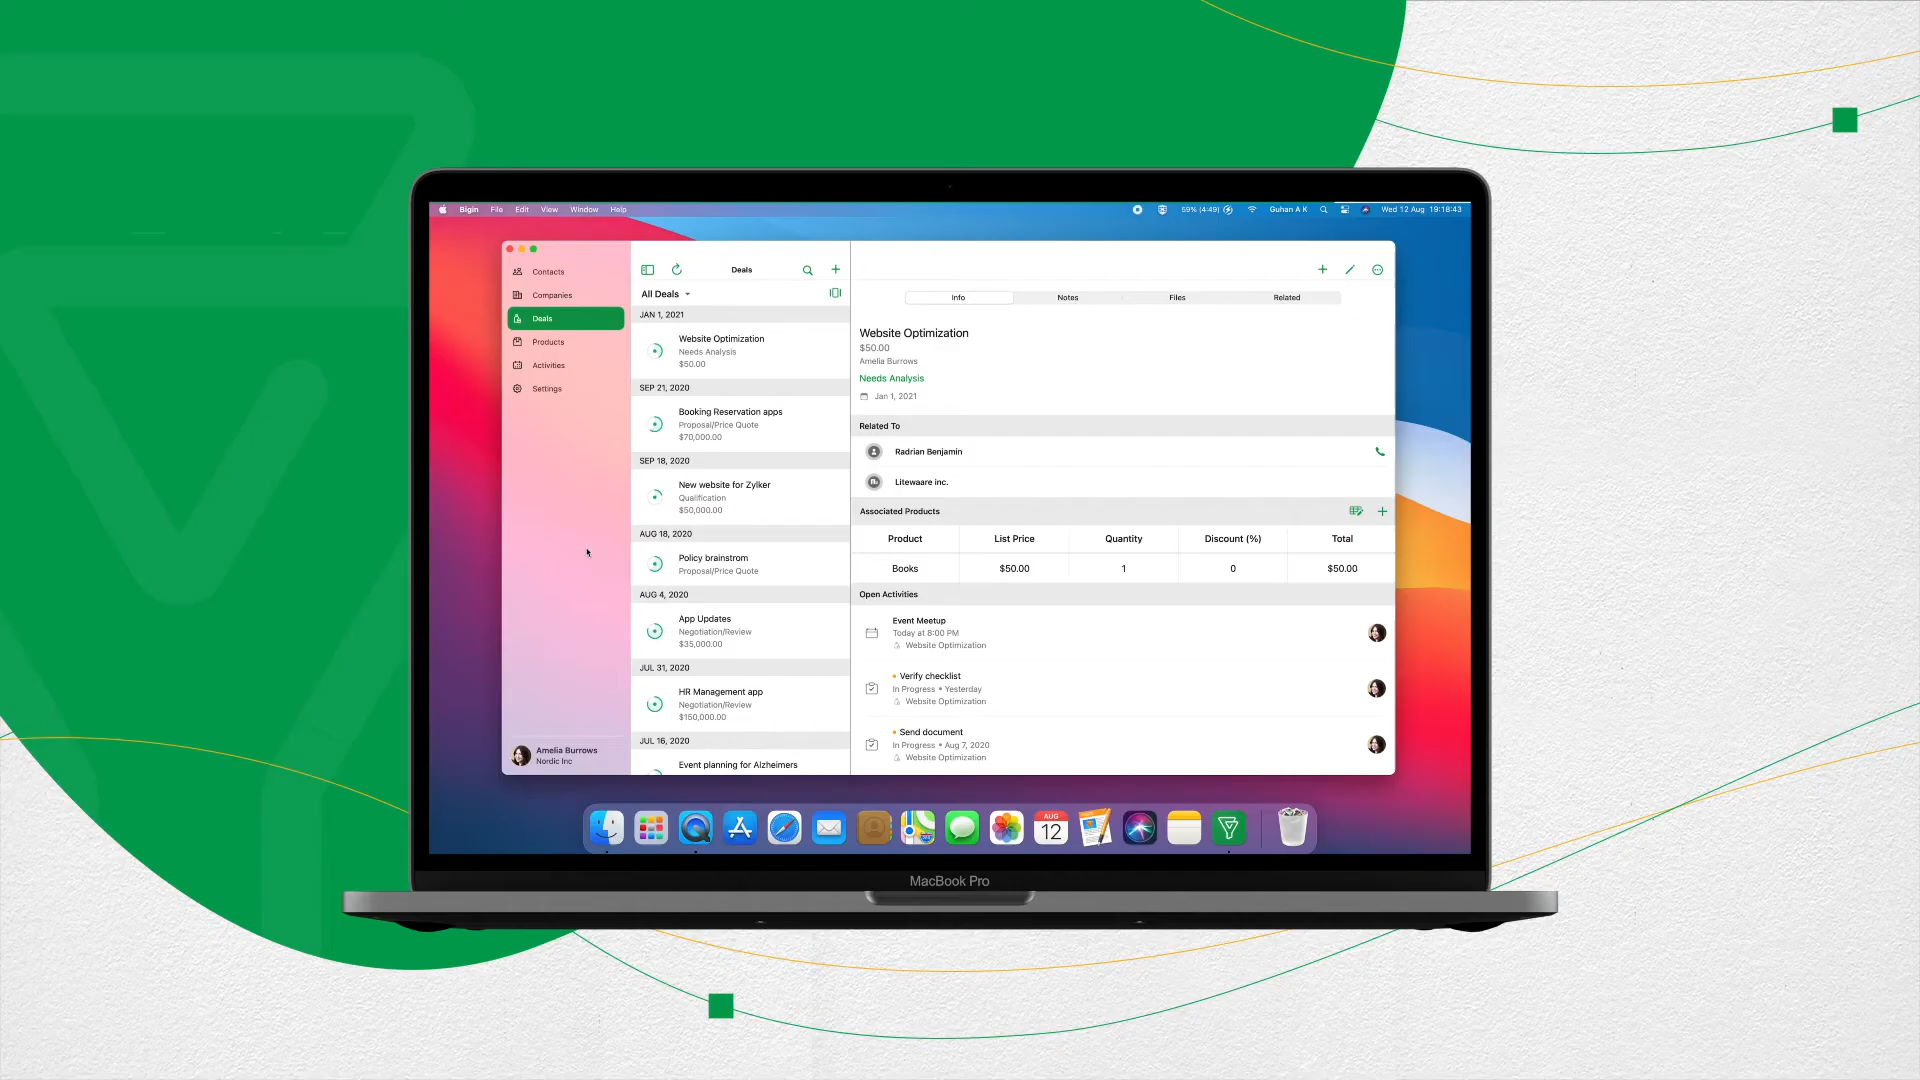 Bigin File Edit View Window Help
59% (4:49) Guhan A K Wed 12 Aug 19:18:43
Contacts
Companies
Deals
Products
Activities
Settings
Amelia Burrows
Nordic Inc
Deals
All Deals
JAN 1, 2021
Website Optimization
Needs Analysis
$50.00
SEP 21, 2020
Booking Reservation apps
Proposal/Price Quote
$70,000.00
SEP 18, 2020
New website for Zylker
Qualification
$50,000.00
AUG 18, 2020
Policy brainstrom
Proposal/Price Quote
AUG 4, 2020
App Updates
Negotiation/Review
$35,000.00
JUL 31, 2020
HR Management app
Negotiation/Review
$150,000.00
JUL 16, 2020
Event planning for Alzheimers
Info Notes Files Related
Website Optimization
$50.00
Amelia Burrows
Needs Analysis
Jan 1, 2021
Related To
Radrian Benjamin
Litewaare inc.
Associated Products
Product List Price Quantity Discount (%) Total
Books $50.00 1 0 $50.00
Open Activities
Event Meetup
Today at 8:00 PM
Website Optimization
• Verify checklist
In Progress • Yesterday
Website Optimization
• Send document
In Progress • Aug 7, 2020
Website Optimization
AUG
12
MacBook Pro